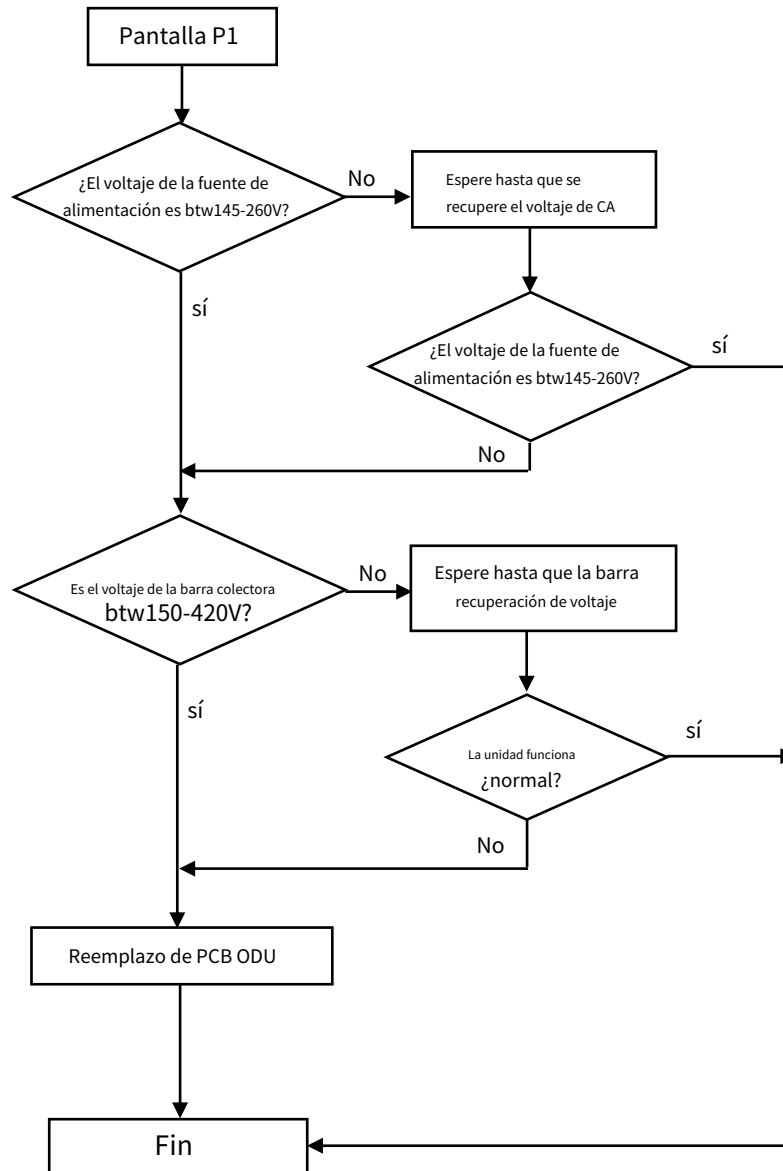 Pantalla P1
¿El voltaje de la fuente de
alimentación es btw145-260V?
No
Espere hasta que se
recupere el voltaje de CA
sí
¿El voltaje de la fuente de
alimentación es btw145-260V?
sí
No
Es el voltaje de la barra colectora
btw150-420V?
No
Espere hasta que la barra
recuperación de voltaje
sí
La unidad funciona
¿normal?
sí
No
Reemplazo de PCB ODU
Fin